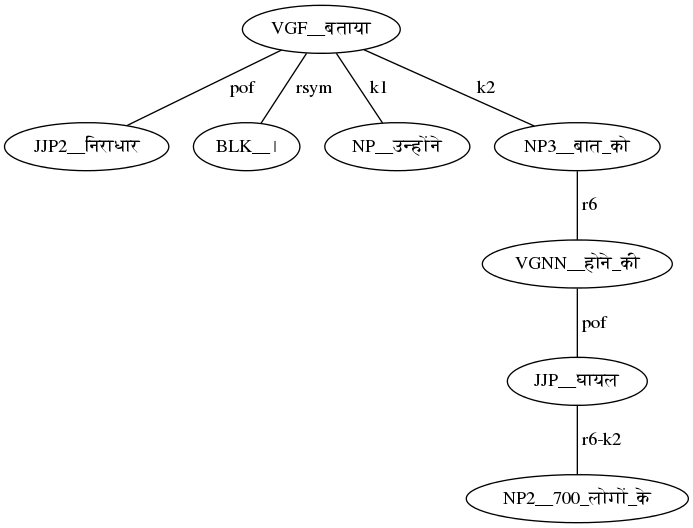 VGF__बताया
pof rsym k1 k2
JJP2__निराधार BLK__। NP__उन्होंने NP3__बात_को
r6
VGNN__होने_की
pof
JJP__घायल
r6-k2
NP2__700_लोगों_के